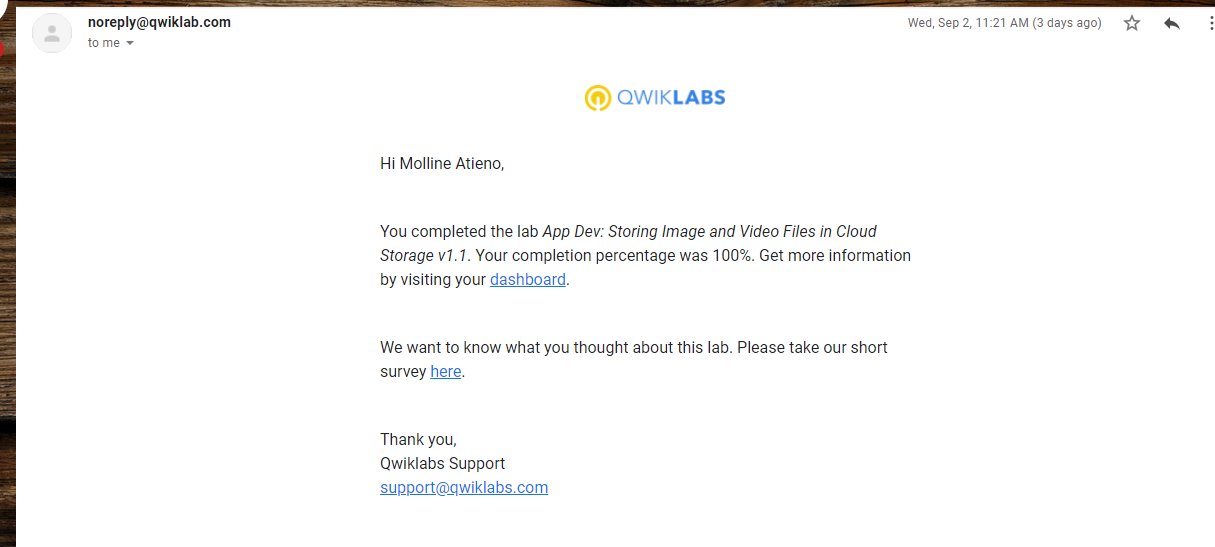 noreply@qwiklab.com
Wed, Sep 2, 11:21 AM (3 days ago)
to me
QWIKLABS
Hi Molline Atieno,
You completed the lab App Dev: Storing Image and Video Files in Cloud
Storage v1.1. Your completion percentage was 100%. Get more information
by visiting your dashboard.
We want to know what you thought about this lab. Please take our short
survey here.
Thank you,
Qwiklabs Support
support@qwiklabs.com